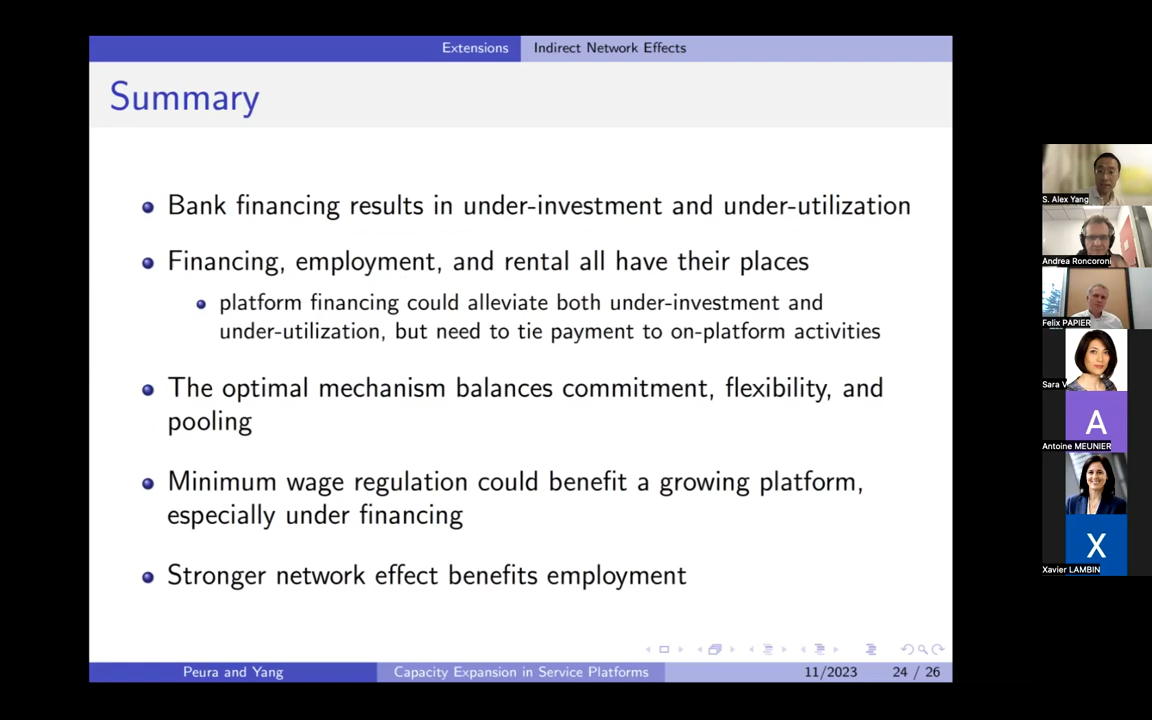 Extensions Indirect Network Effects
Summary
Bank financing results in under-investment and under-utilization
Financing, employment, and rental all have their places
platform financing could alleviate both under-investment and
under-utilization, but need to tie payment to on-platform activities
The optimal mechanism balances commitment, flexibility, and
pooling
Minimum wage regulation could benefit a growing platform,
especially under financing
Stronger network effect benefits employment
Peura and Yang Capacity Expansion in Service Platforms 11/2023 24 / 26
S. Alex Yang
Andrea Roncoroni
Felix PAPIER
Sara V
A
Antoine MEUNIER
X
Xavier LAMBIN